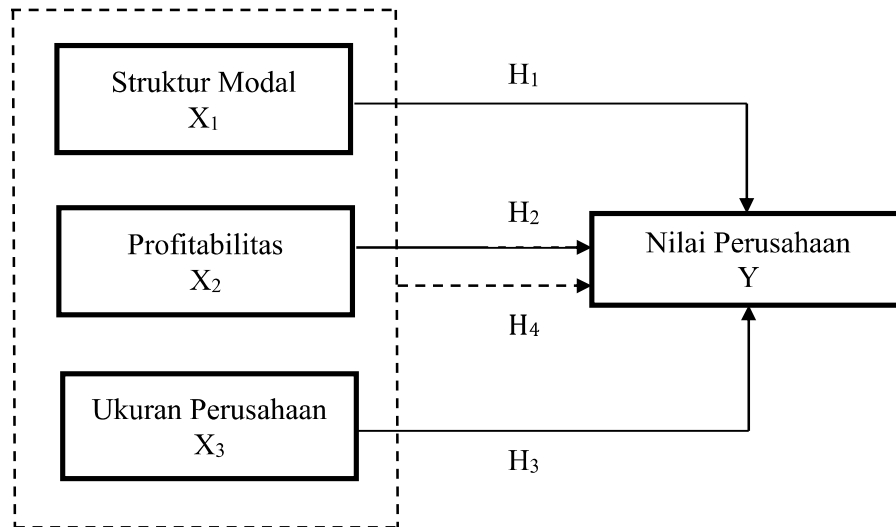 Struktur Modal
X₁
H₁
Profitabilitas
X₂
H₂
Nilai Perusahaan
Y
H₄
Ukuran Perusahaan
X₃
H₃